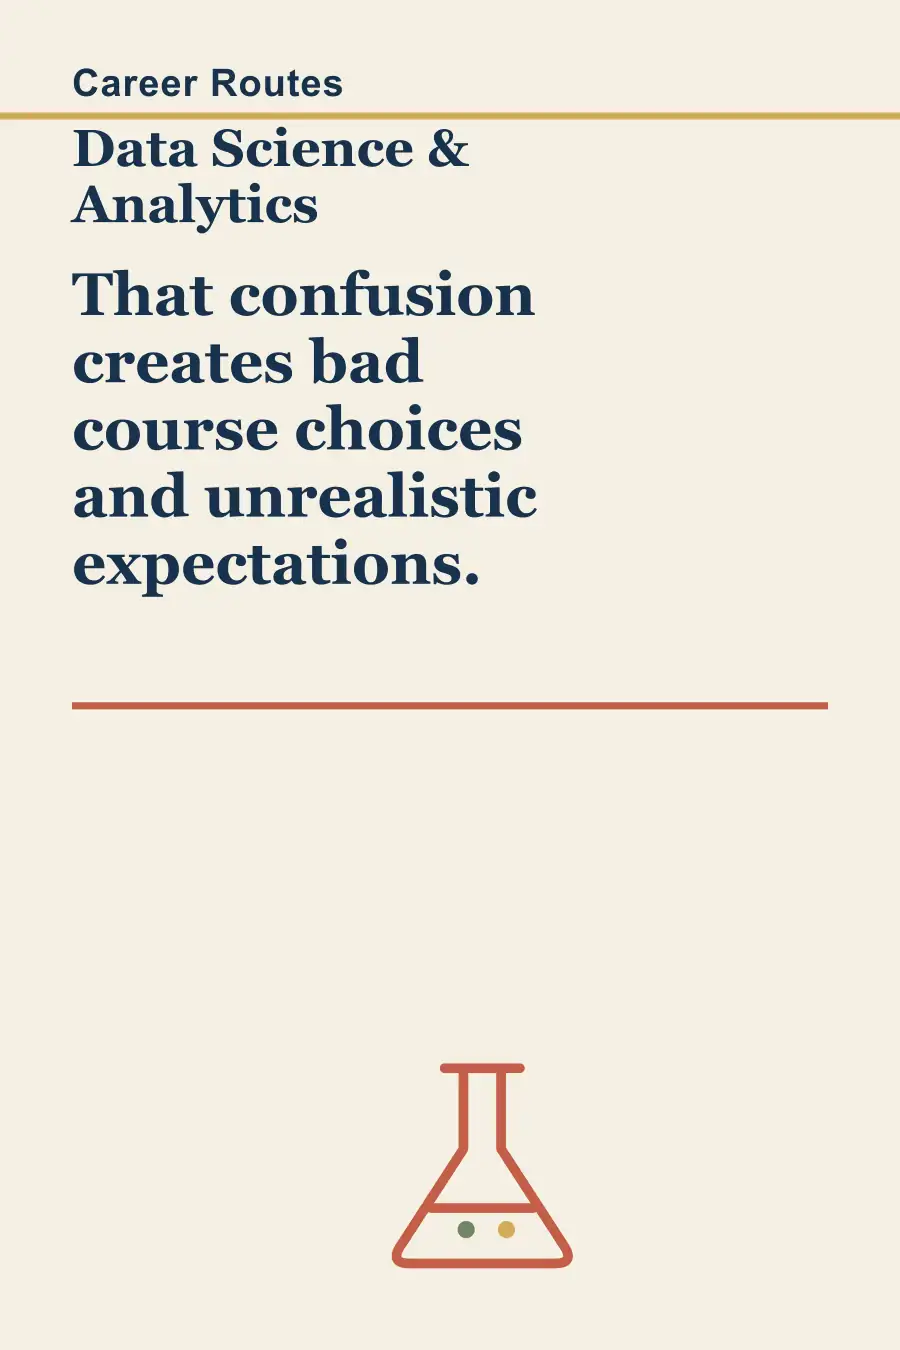 Career Routes
Data Science &
Analytics
That confusion
creates bad
course choices
and unrealistic
expectations.